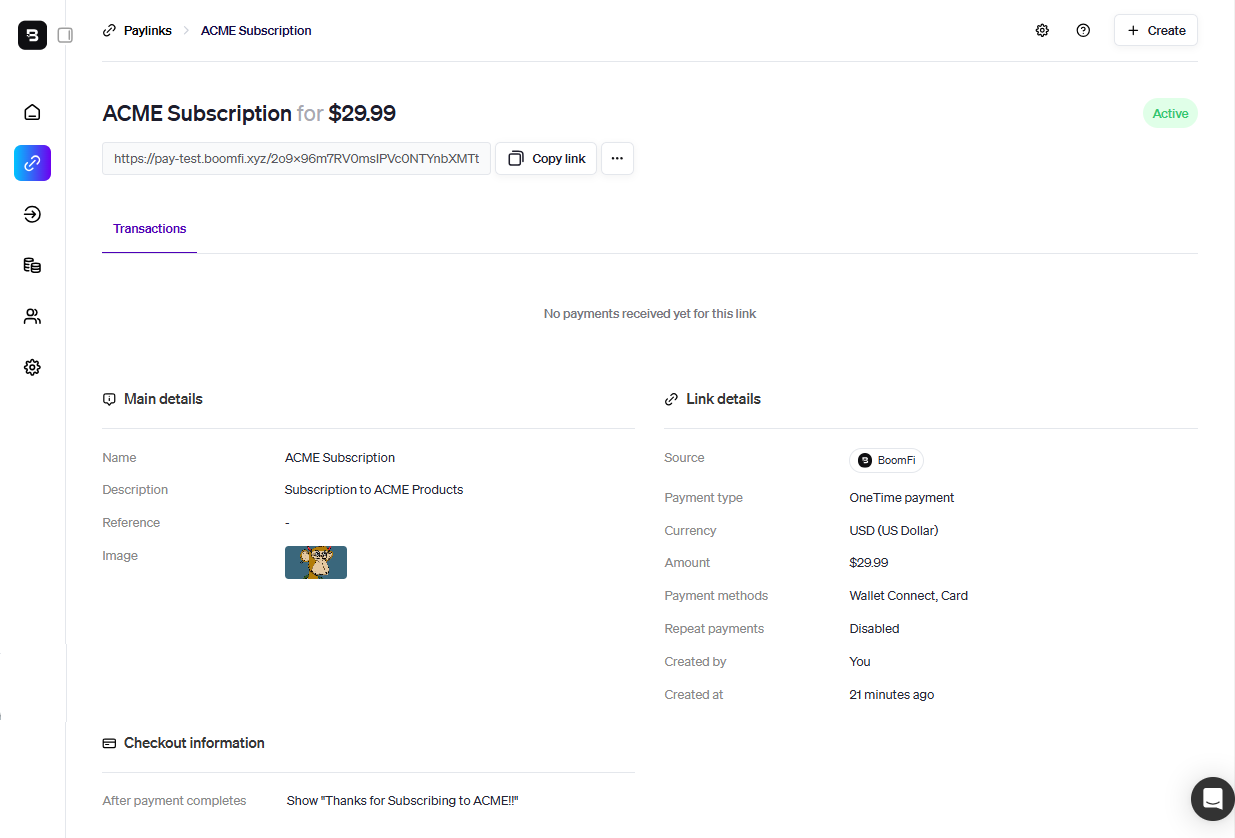 Paylinks > ACME Subscription
Create
ACME Subscription for $29.99
Active
https://pay-test.boomfi.xyz/2o9x96m7RV0mslPVc0NTYnbXMTt
Copy link
Transactions
No payments received yet for this link
Main details
Name ACME Subscription
Description Subscription to ACME Products
Reference -
Image
Link details
Source BoomFi
Payment type OneTime payment
Currency USD (US Dollar)
Amount $29.99
Payment methods Wallet Connect, Card
Repeat payments Disabled
Created by You
Created at 21 minutes ago
Checkout information
After payment completes Show "Thanks for Subscribing to ACME!!"